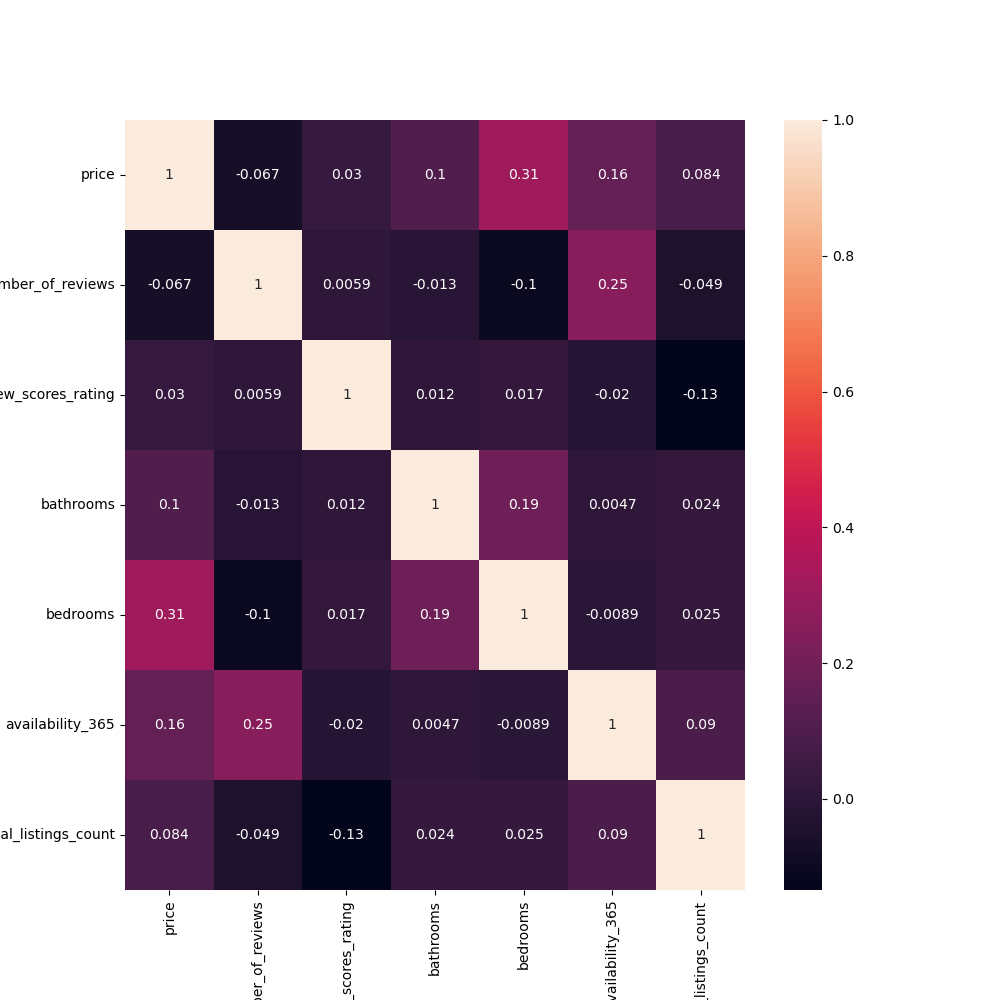 1.0
price 1 -0.067 0.03 0.1 0.31 0.16 0.084
0.8
mber_of_reviews -0.067 1 0.0059 -0.013 -0.1 0.25 -0.049
ew_scores_rating 0.03 0.0059 1 0.012 0.017 -0.02 -0.13
0.6
bathrooms 0.1 -0.013 0.012 1 0.19 0.0047 0.024
0.4
bedrooms 0.31 -0.1 0.017 0.19 1 -0.0089 0.025
0.2
availability_365 0.16 0.25 -0.02 0.0047 -0.0089 1 0.09
0.0
al_listings_count 0.084 -0.049 -0.13 0.024 0.025 0.09 1
price
ber_of_reviews
_scores_rating
bathrooms
bedrooms
vailability_365
listings_count